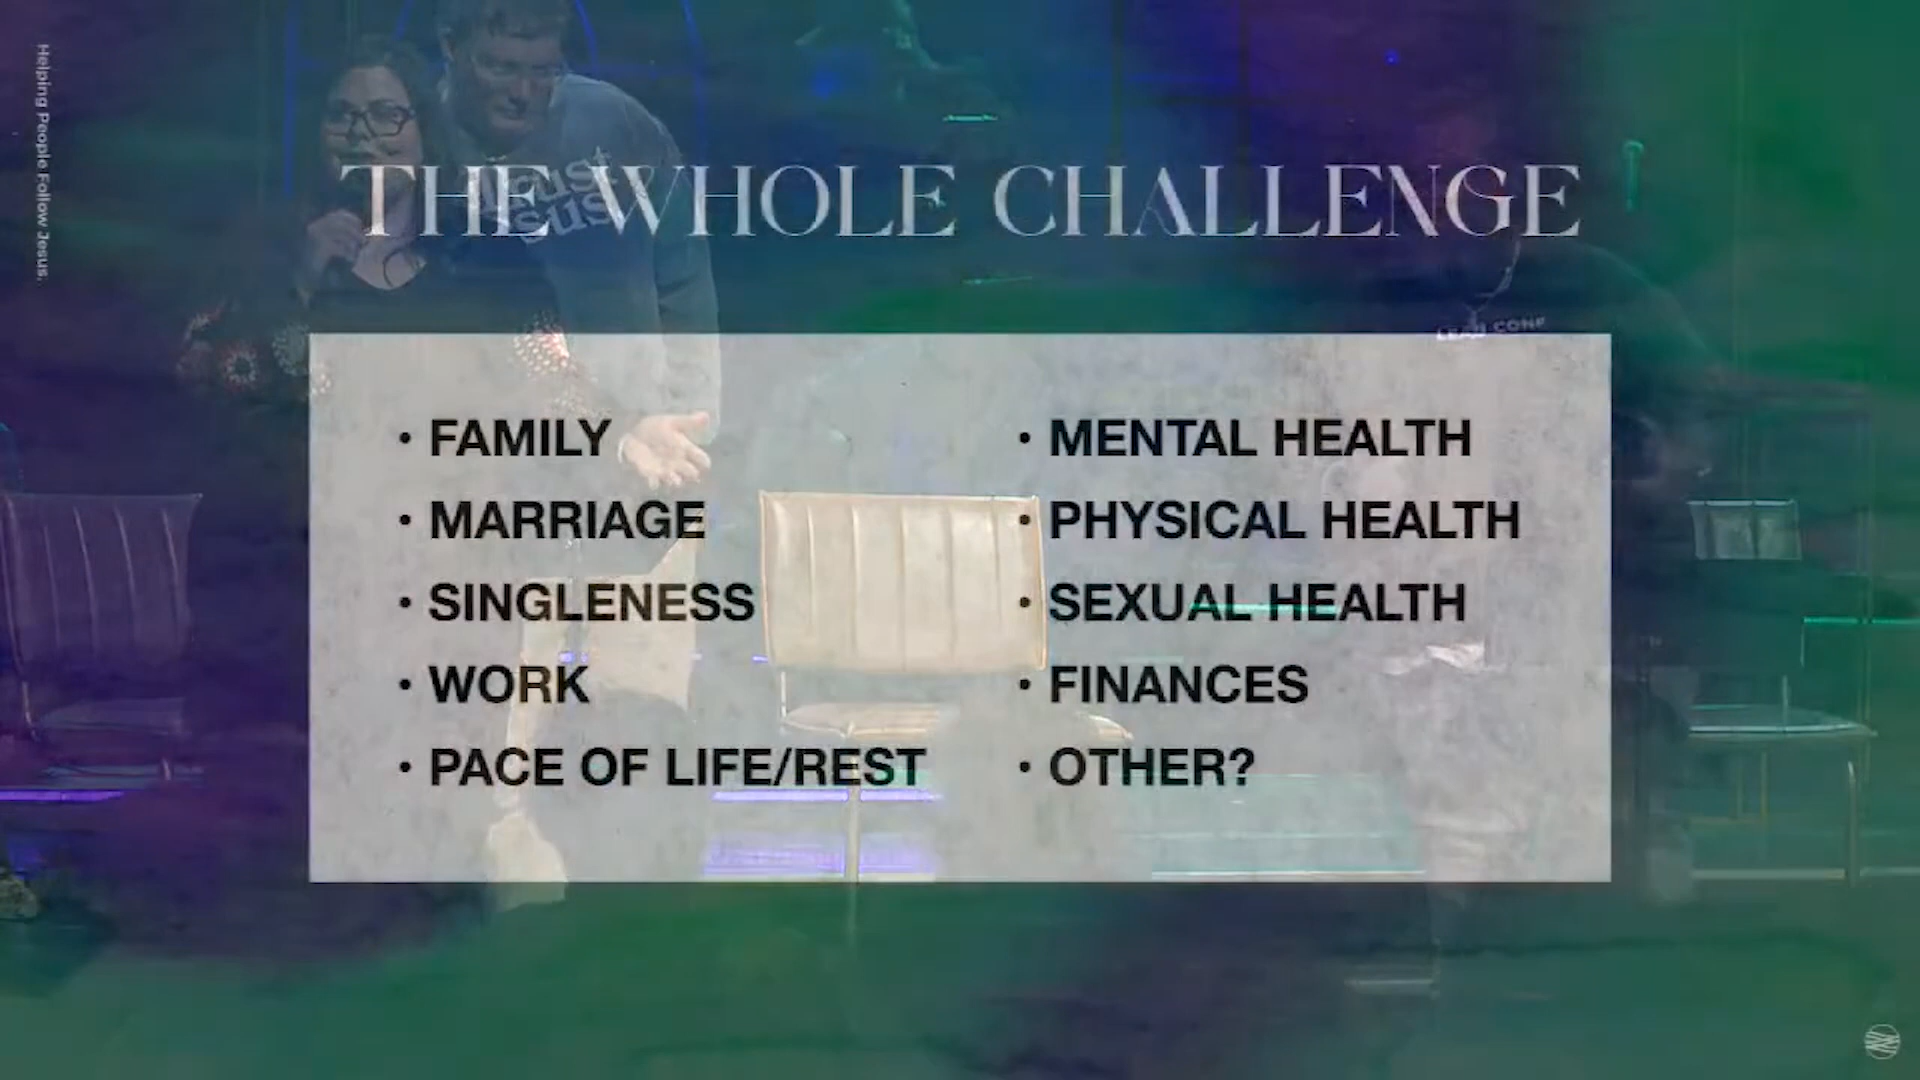 Helping People Follow Jesus.
THE WHOLE CHALLENGE
• FAMILY
• MARRIAGE
• SINGLENESS
• WORK
• PACE OF LIFE/REST
• MENTAL HEALTH
• PHYSICAL HEALTH
• SEXUAL HEALTH
• FINANCES
• OTHER?